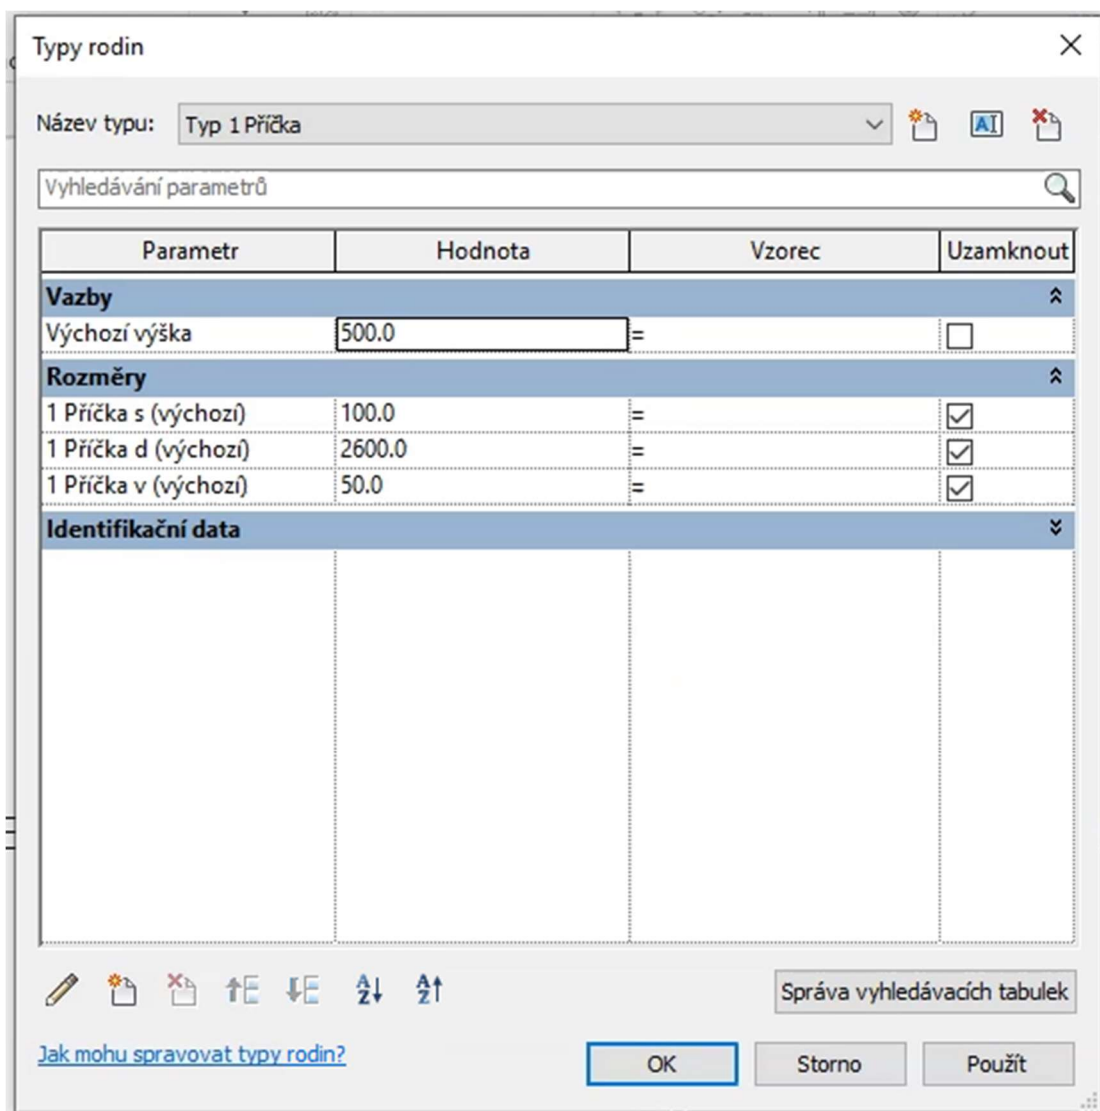 Typy rodin
Název typu: Typ 1 Příčka
Vyhledávání parametrů
Parametr Hodnota Vzorec Uzamknout
Vazby
Výchozí výška 500.0 =
Rozměry
1 Příčka s (výchozí) 100.0 =
1 Příčka d (výchozí) 2600.0 =
1 Příčka v (výchozí) 50.0 =
Identifikační data
Správa vyhledávacích tabulek
Jak mohu spravovat typy rodin? OK Storno Použít